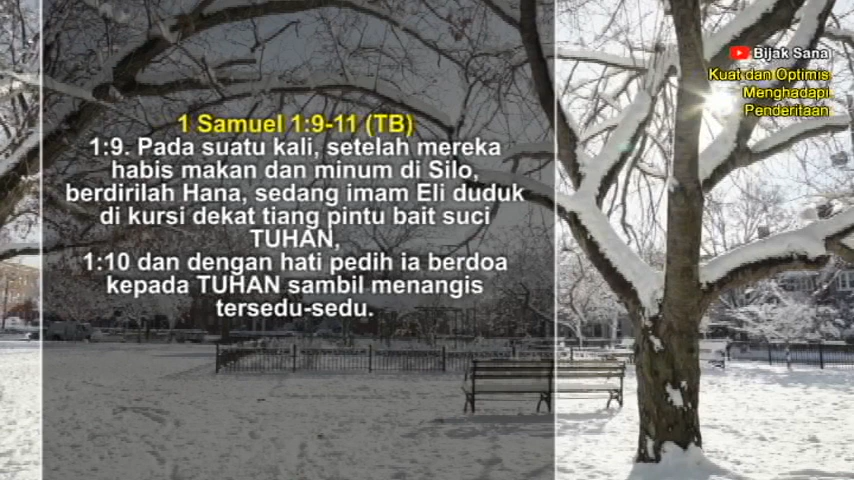 1 Samuel 1:9-11 (TB)
1:9. Pada suatu kali, setelah mereka
habis makan dan minum di Silo,
berdirilah Hana, sedang imam Eli duduk
di kursi dekat tiang pintu bait suci
TUHAN,
1:10 dan dengan hati pedih ia berdoa
kepada TUHAN sambil menangis
tersedu-sedu.
Bijak Sana
Kuat dan Optimis
Menghadapi
Penderitaan